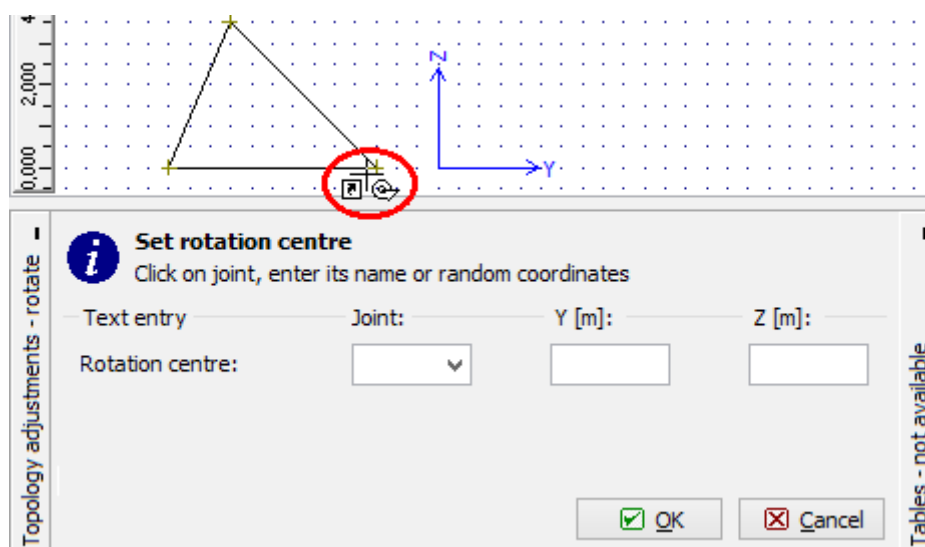 4
2,000
0,000
Z
Y
Topology adjustments - rotate
i
Set rotation centre
Click on joint, enter its name or random coordinates
Text entry Joint: Y [m]: Z [m]:
Rotation centre:
OK Cancel
Tables - not available